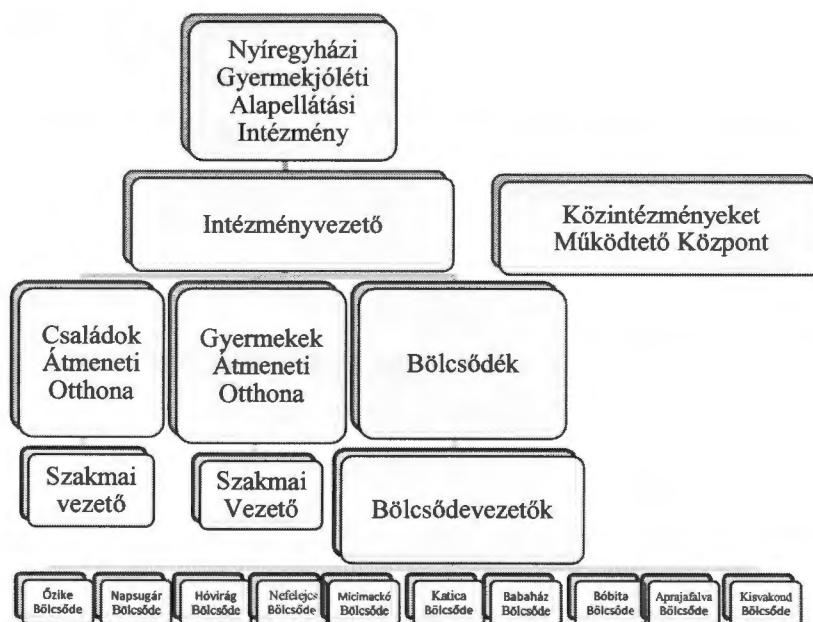 Nyíregyházi
Gyermekjóléti
Alapellátási
Intézmény
Intézményvezető
Közintézményeket
Működtető Központ
Családok
Átmeneti
Otthona
Gyermekek
Átmeneti
Otthona
Bölcsődék
Szakmai
vezető
Szakmai
Vezető
Bölcsődevezetők
Őzike
Bölcsőde
Napsugár
Bölcsőde
Hóvirág
Bölcsőde
Nefelejcs
Bölcsőde
Micimackó
Bölcsőde
Katica
Bölcsőde
Babaház
Bölcsőde
Bóbita
Bölcsőde
Aprajafalva
Bölcsőde
Kisvakond
Bölcsőde